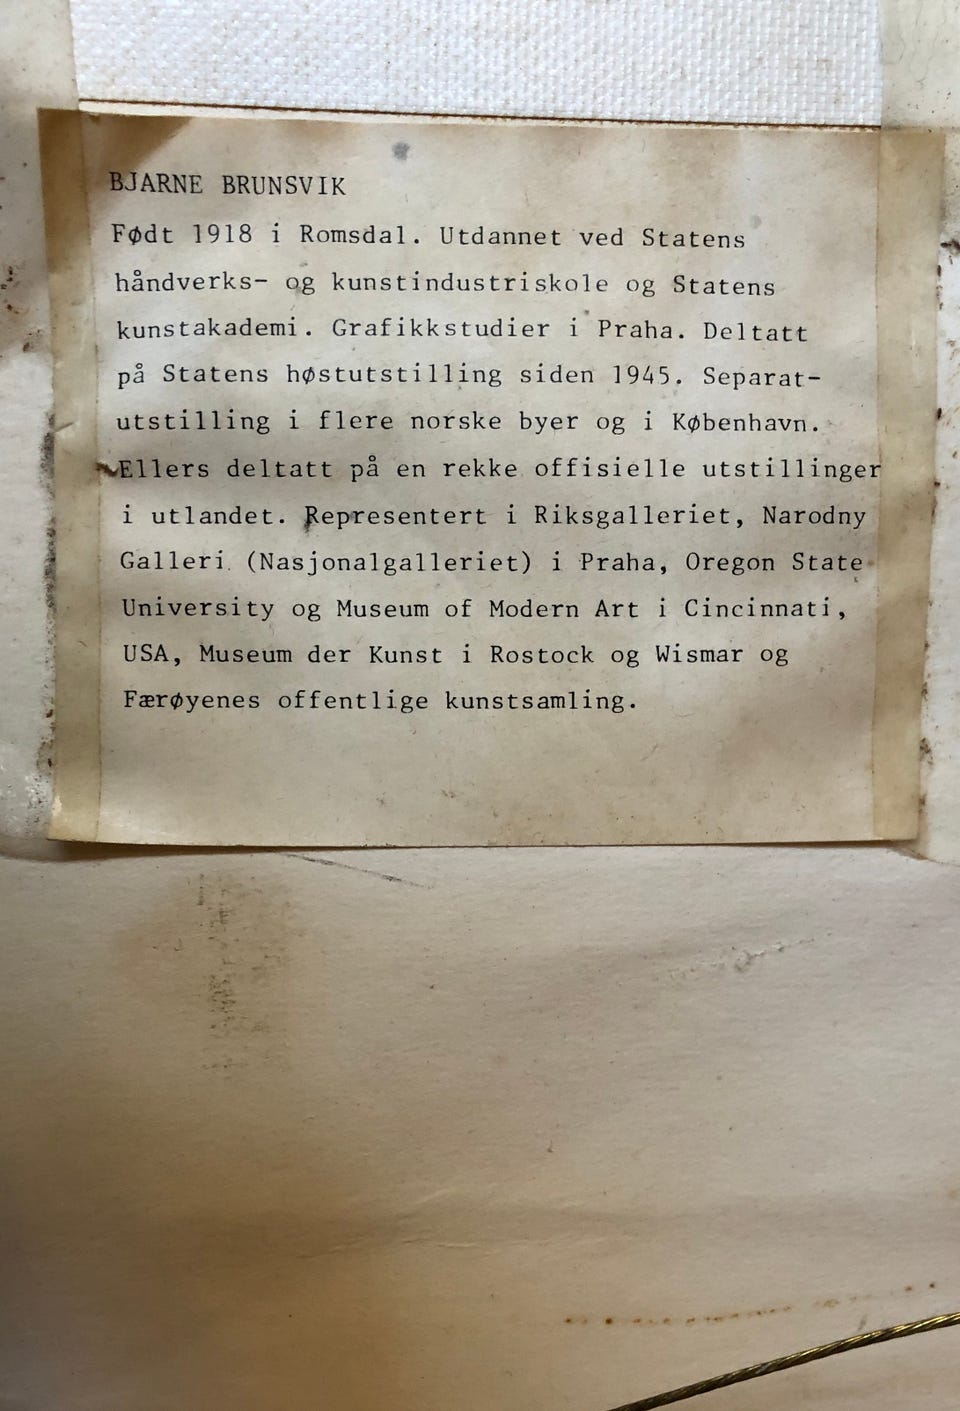 BJARNE BRUNSVIK
Født 1918 i Romsdal. Utdannet ved Statens
håndverks- og kunstindustriskole og Statens
kunstakademi. Grafikkstudier i Praha. Deltatt
på Statens høstutstilling siden 1945. Separat-
utstilling i flere norske byer og i København.
Ellers deltatt på en rekke offisielle utstillinger
i utlandet. Representert i Riksgalleriet, Narodny
Galleri (Nasjonalgalleriet) i Praha, Oregon State
University og Museum of Modern Art i Cincinnati,
USA, Museum der Kunst i Rostock og Wismar og
Færøyenes offentlige kunstsamling.